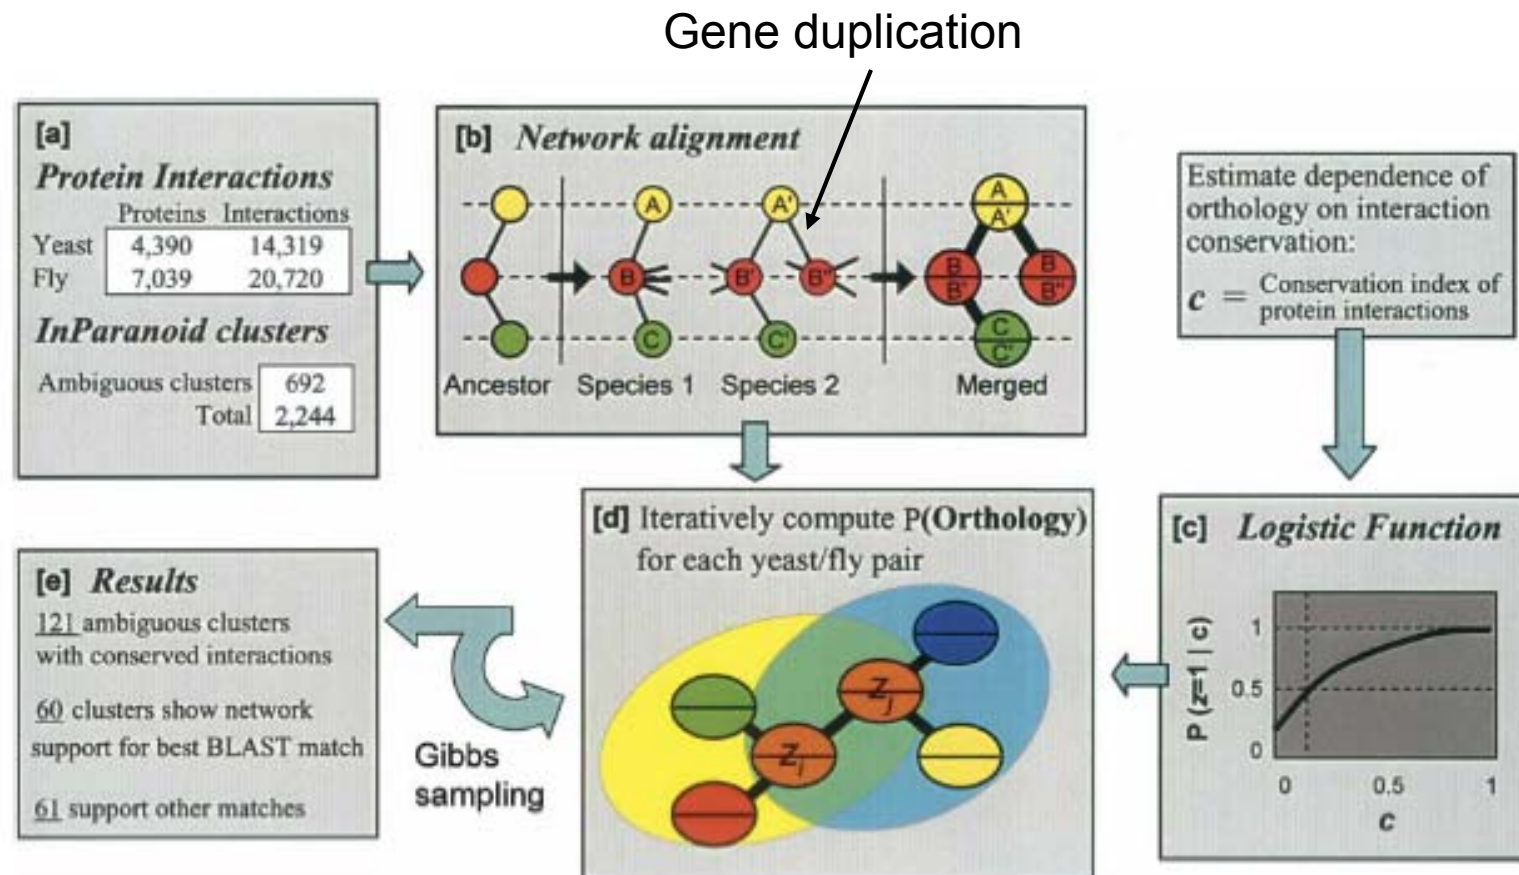 Gene duplication
[a]
Protein Interactions
Proteins Interactions
Yeast 4,390 14,319
Fly 7,039 20,720
InParanoid clusters
Ambiguous clusters 692
Total 2,244
[b] Network alignment
A A' A
A'
B B' B'' B
B'
B
B''
C C' C
C'
Ancestor Species 1 Species 2 Merged
Estimate dependence of
orthology on interaction
conservation:
c = Conservation index of
protein interactions
[c] Logistic Function
P (z=1 | c)
1
0.5
0
0 0.5 1
c
[d] Iteratively compute P(Orthology)
for each yeast/fly pair
Zj
Zi
Gibbs
sampling
[e] Results
121 ambiguous clusters
with conserved interactions
60 clusters show network
support for best BLAST match
61 support other matches